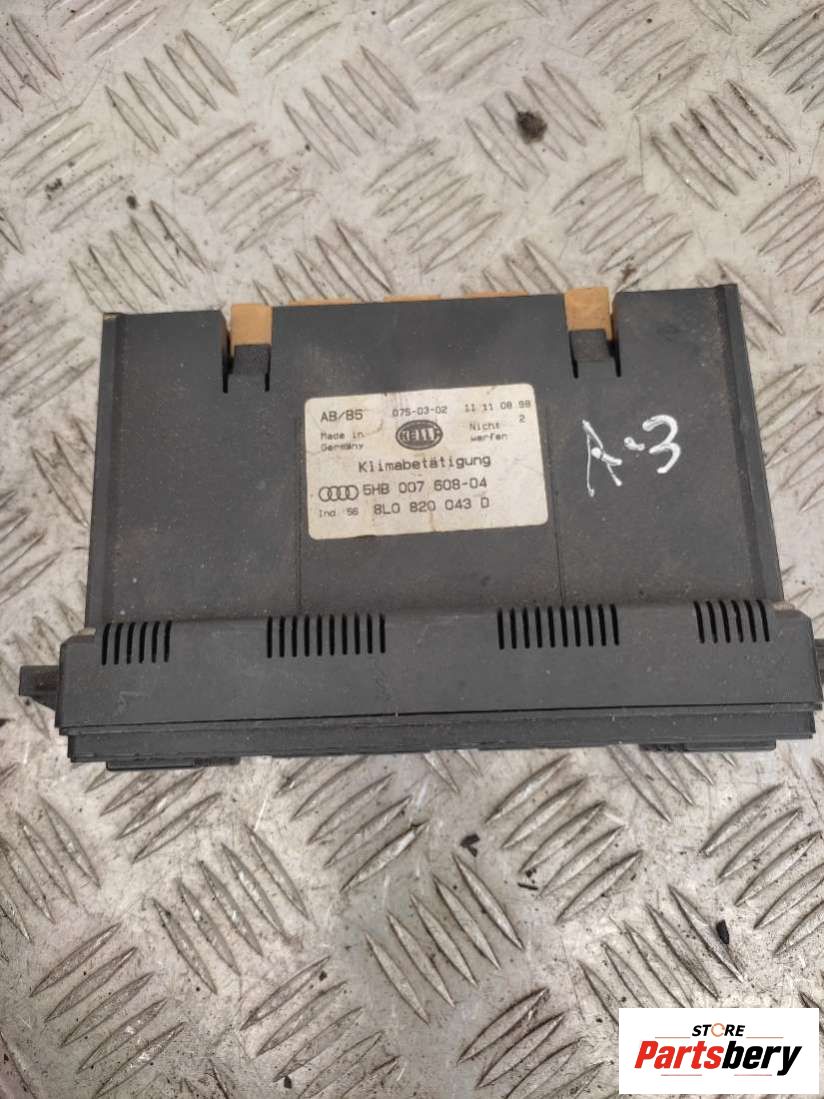 AB/B5 075-03-02 11 11 08 98
Made in Germany
HELLA
Nicht werfen
2
Klimabetätigung
5HB 007 608-04
Ind. 56 8L0 820 043 D
A-3
STORE
Partsbery